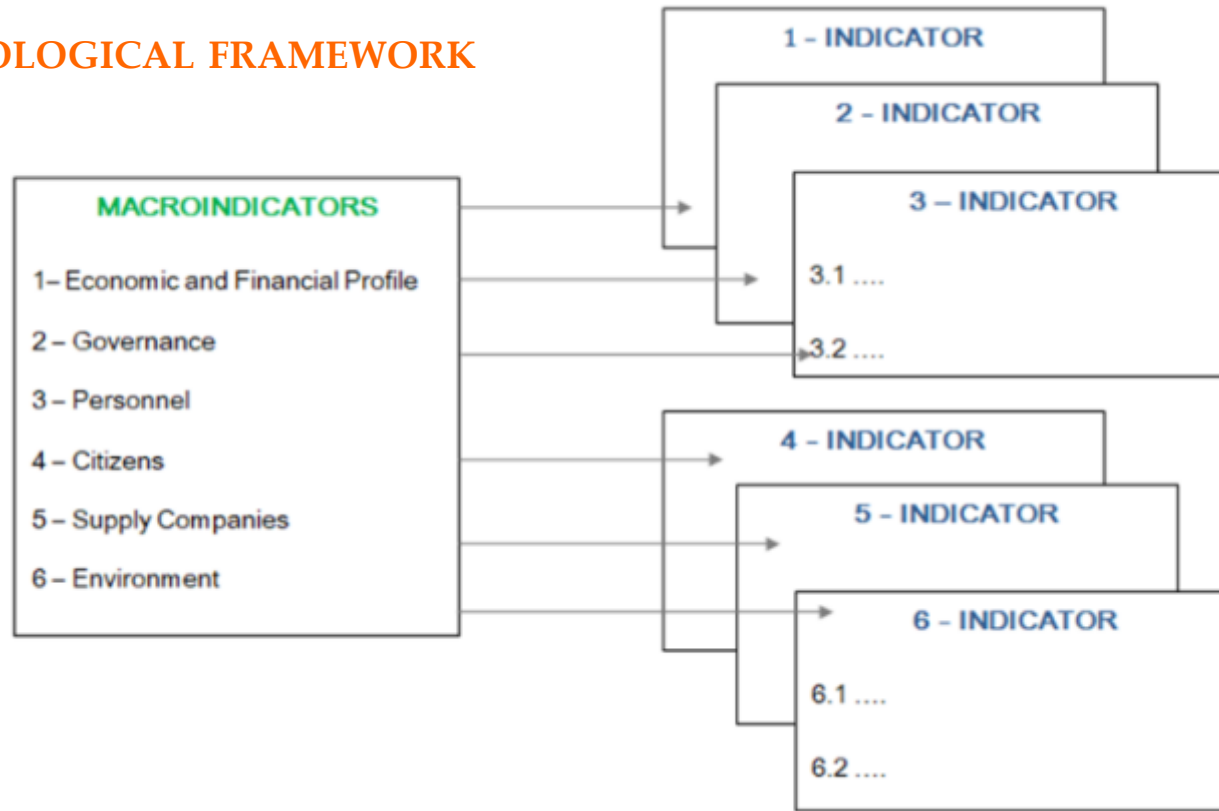 OLOGICAL FRAMEWORK
MACROINDICATORS
1– Economic and Financial Profile
2 – Governance
3 – Personnel
4 – Citizens
5 – Supply Companies
6 – Environment
1 - INDICATOR
2 - INDICATOR
3 – INDICATOR
3.1 ....
3.2 ....
4 - INDICATOR
5 - INDICATOR
6 - INDICATOR
6.1 ....
6.2 ....